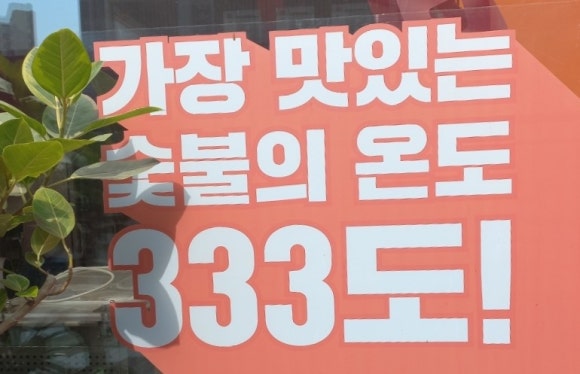 가장 맛있는
숯불의 온도
333도!